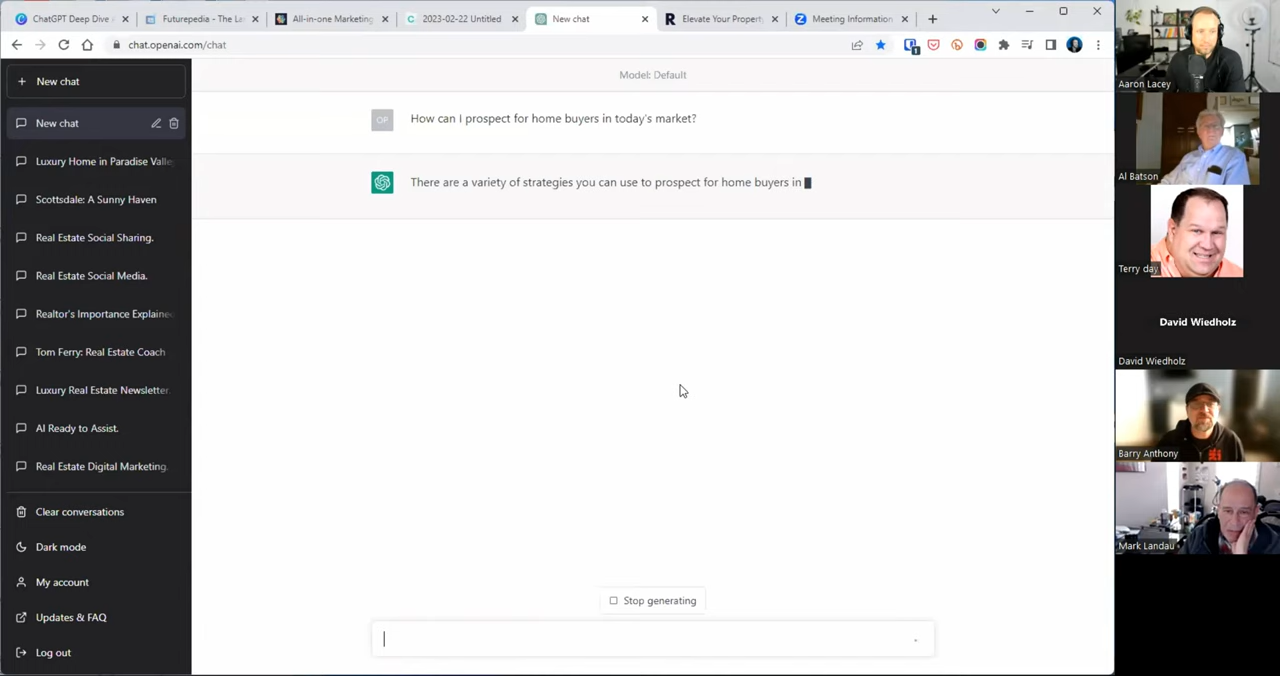 ChatGPT Deep Dive
Futurepedia - The La
All-in-one Marketing
2023-02-22 Untitled
New chat
Elevate Your Propert
Meeting Information
chat.openai.com/chat
New chat
New chat
Luxury Home in Paradise Valle
Scottsdale: A Sunny Haven
Real Estate Social Sharing.
Real Estate Social Media.
Realtor's Importance Explained
Tom Ferry: Real Estate Coach
Luxury Real Estate Newsletter.
AI Ready to Assist.
Real Estate Digital Marketing.
Clear conversations
Dark mode
My account
Updates & FAQ
Log out
Model: Default
OP
How can I prospect for home buyers in today's market?
There are a variety of strategies you can use to prospect for home buyers in
Stop generating
Aaron Lacey
Al Batson
Terry day
David Wiedholz
David Wiedholz
Barry Anthony
Mark Landau